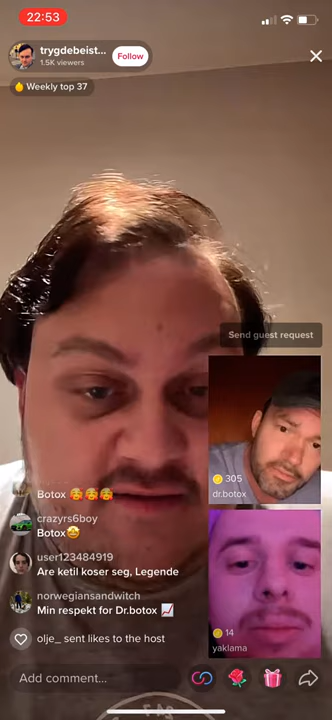 22:53
trygdebeist...
1.5K viewers
Follow
Weekly top 37
Send guest request
305
dr.botox
Botox 🥰🥰🥰
crazyrs6boy
Botox🤩
user123484919
Are ketil koser seg, Legende
norwegiansandwitch
Min respekt for Dr.botox 📈
14
yaklama
olje_ sent likes to the host
Add comment...